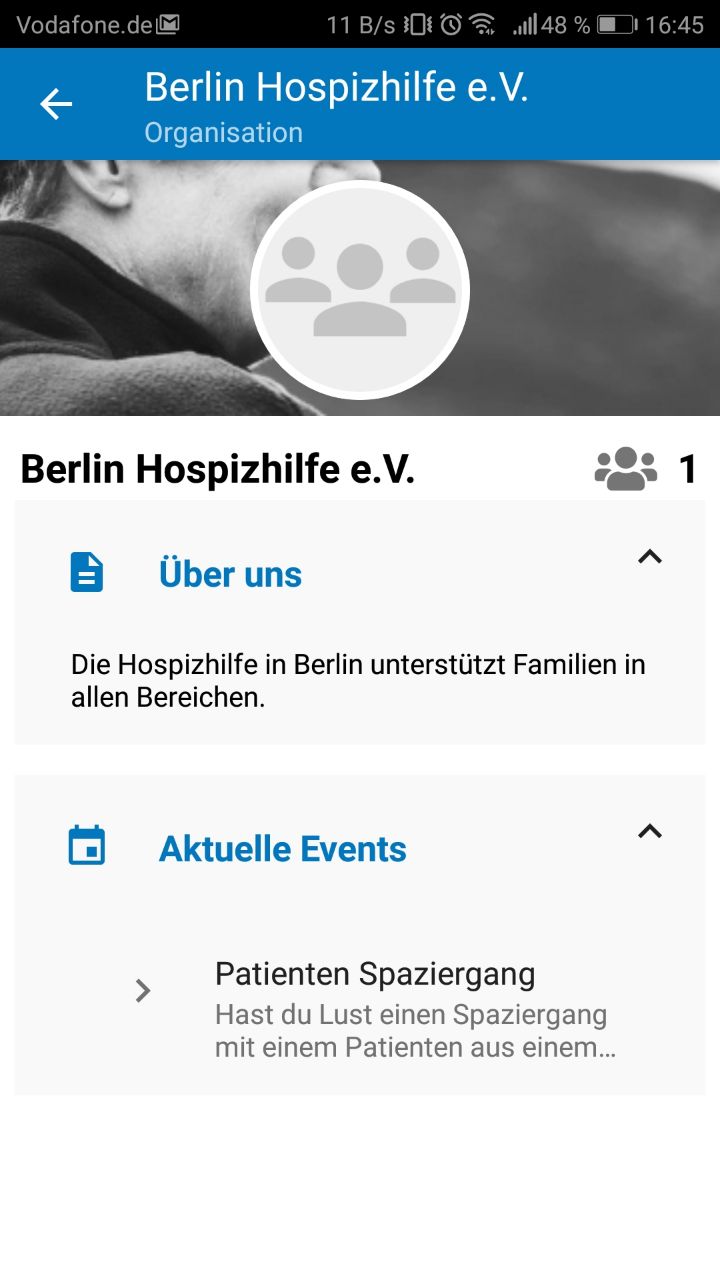 Vodafone.de 11 B/s 48 % 16:45
Berlin Hospizhilfe e.V.
Organisation
Berlin Hospizhilfe e.V. 1
Über uns
Die Hospizhilfe in Berlin unterstützt Familien in
allen Bereichen.
Aktuelle Events
Patienten Spaziergang
Hast du Lust einen Spaziergang
mit einem Patienten aus einem…